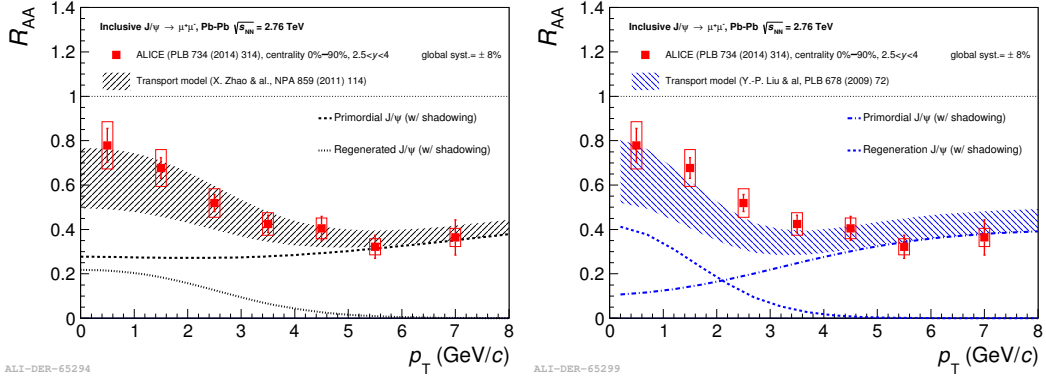 Inclusive J/ψ → μ⁺μ⁻, Pb-Pb √s_NN = 2.76 TeV
ALICE (PLB 734 (2014) 314), centrality 0%–90%, 2.5<y<4 global syst.= ± 8%
Transport model (X. Zhao & al., NPA 859 (2011) 114)
Primordial J/ψ (w/ shadowing)
Regenerated J/ψ (w/ shadowing)
R_AA
1.4
1.2
1
0.8
0.6
0.4
0.2
0
0 1 2 3 4 5 6 7 8
p_T (GeV/c)
ALI-DER-65294
Inclusive J/ψ → μ⁺μ⁻, Pb-Pb √s_NN = 2.76 TeV
ALICE (PLB 734 (2014) 314), centrality 0%–90%, 2.5<y<4 global syst.= ± 8%
Transport model (Y.-P. Liu & al, PLB 678 (2009) 72)
Primordial J/ψ (w/ shadowing)
Regeneration J/ψ (w/ shadowing)
R_AA
1.4
1.2
1
0.8
0.6
0.4
0.2
0
0 1 2 3 4 5 6 7 8
p_T (GeV/c)
ALI-DER-65299